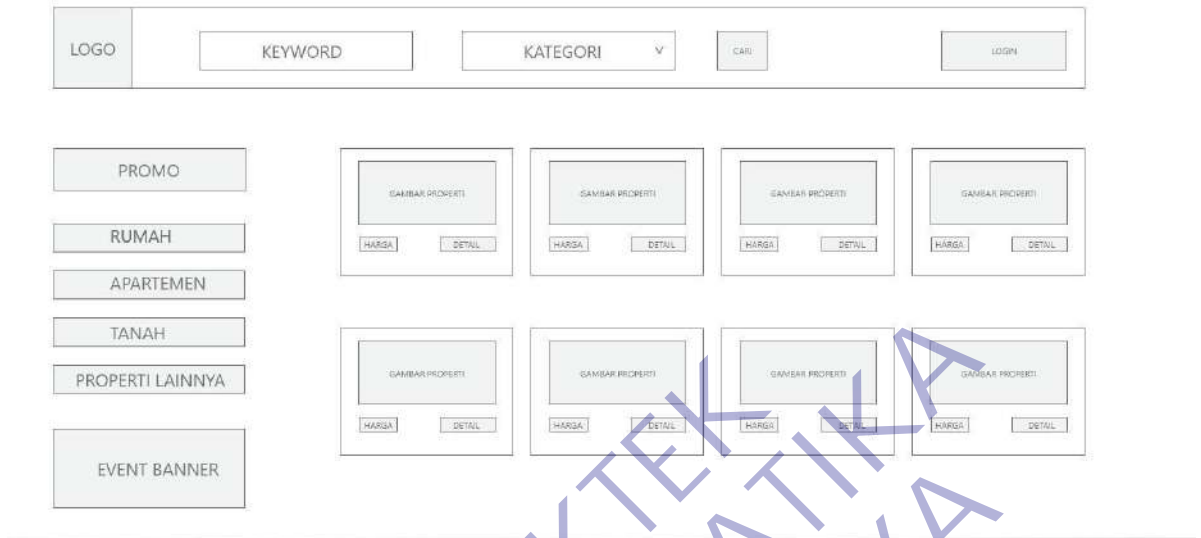 LOGO
KEYWORD
KATEGORI
CARI
LOGIN
PROMO
RUMAH
APARTEMEN
TANAH
PROPERTI LAINNYA
EVENT BANNER
GAMBAR PROPERTI
GAMBAR PROPERTI
GAMBAR PROPERTI
GAMBAR PROPERTI
HARGA DETAIL
HARGA DETAIL
HARGA DETAIL
HARGA DETAIL
GAMBAR PROPERTI
GAMBAR PROPERTI
GAMBAR PROPERTI
GAMBAR PROPERTI
HARGA DETAIL
HARGA DETAIL
HARGA DETAIL
HARGA DETAIL